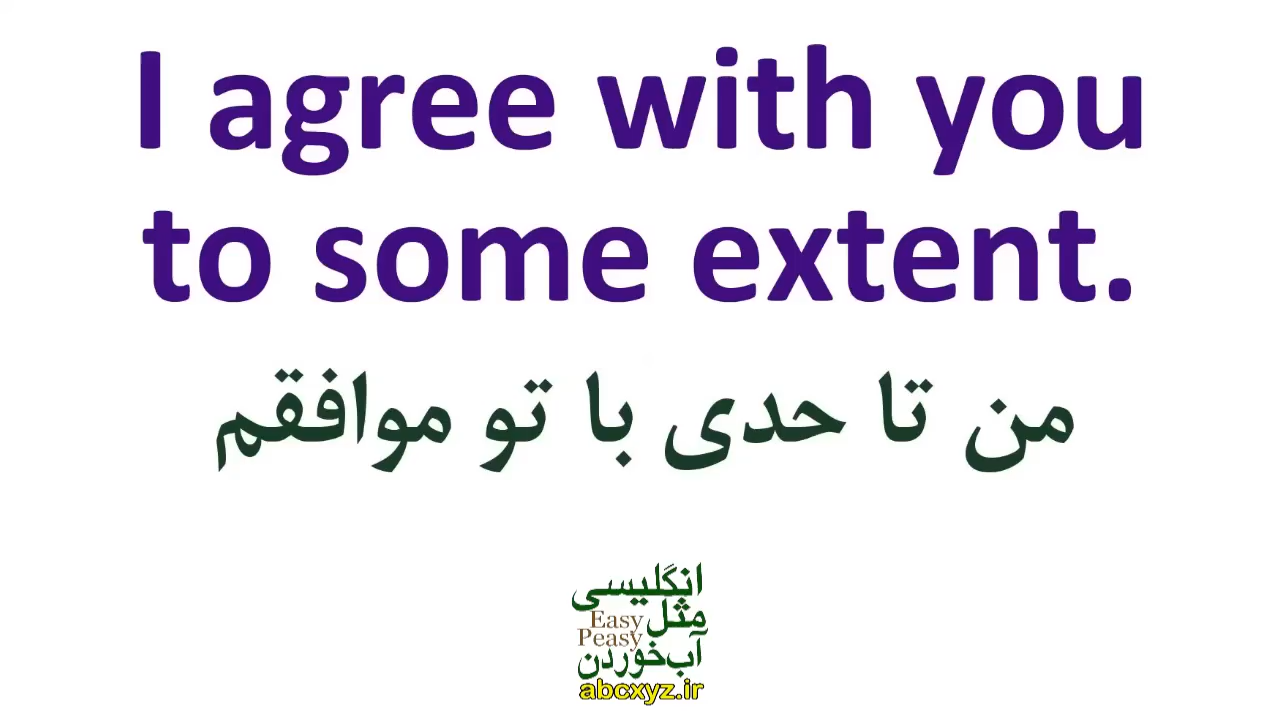 I agree with you
to some extent.
من تا حدی با تو موافقم
انگلیسی
مثل
Easy
Peasy
آب‌خوردن
abcxyz.ir